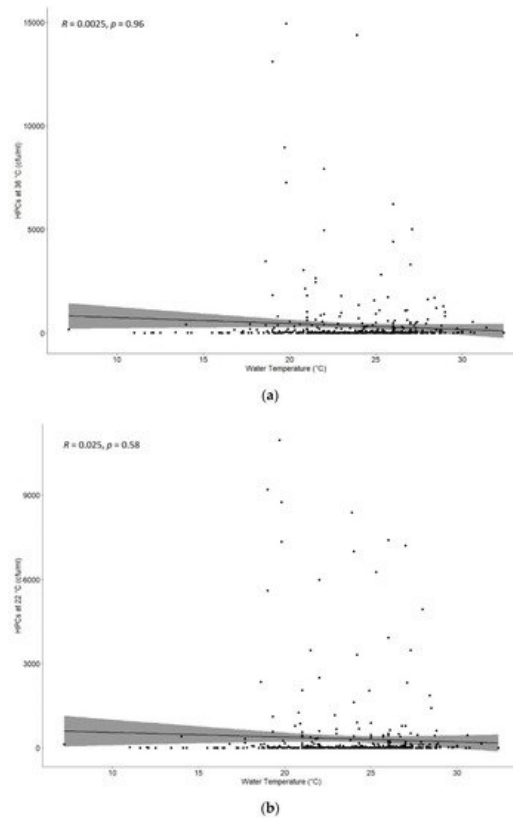 R = 0.0025, p = 0.96
15000
10000
5000
0
HPCs at 36 °C (cfu/ml)
10 15 20 25 30
Water Temperature (°C)
(a)
R = 0.025, p = 0.58
9000
6000
3000
0
HPCs at 22 °C (cfu/ml)
10 15 20 25 30
Water Temperature (°C)
(b)